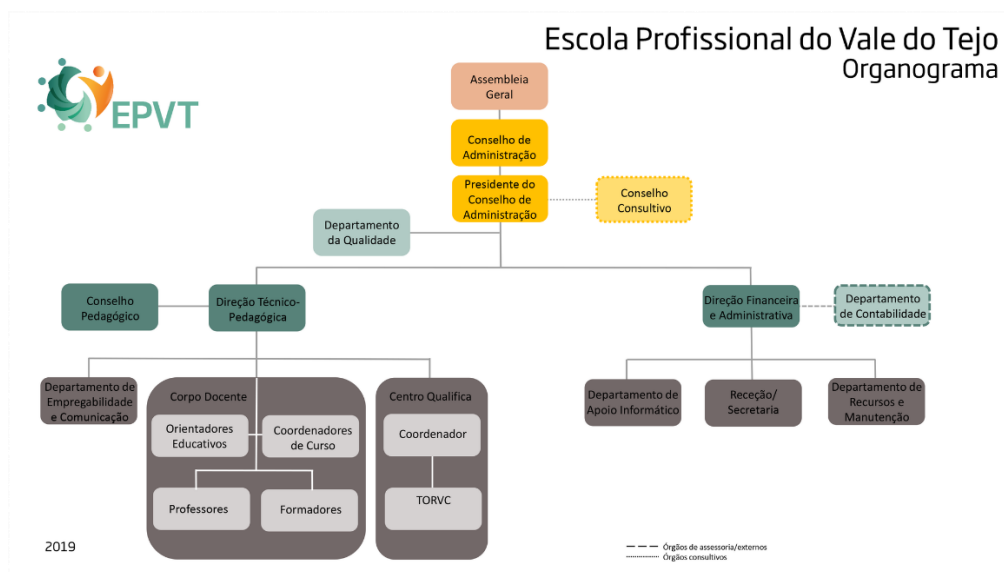 Escola Profissional do Vale do Tejo
Organograma
EPVT
Assembleia
Geral
Conselho de
Administração
Presidente do
Conselho de
Administração
Conselho
Consultivo
Departamento
da Qualidade
Conselho
Pedagógico
Direção Técnico-
Pedagógica
Direção Financeira
e Administrativa
Departamento
de Contabilidade
Departamento de
Empregabilidade
e Comunicação
Corpo Docente
Orientadores
Educativos
Coordenadores
de Curso
Professores
Formadores
Centro Qualifica
Coordenador
TORVC
Departamento de
Apoio Informático
Receção/
Secretaria
Departamento de
Recursos e
Manutenção
2019
Órgãos de assessoria/externos
Órgãos consultivos